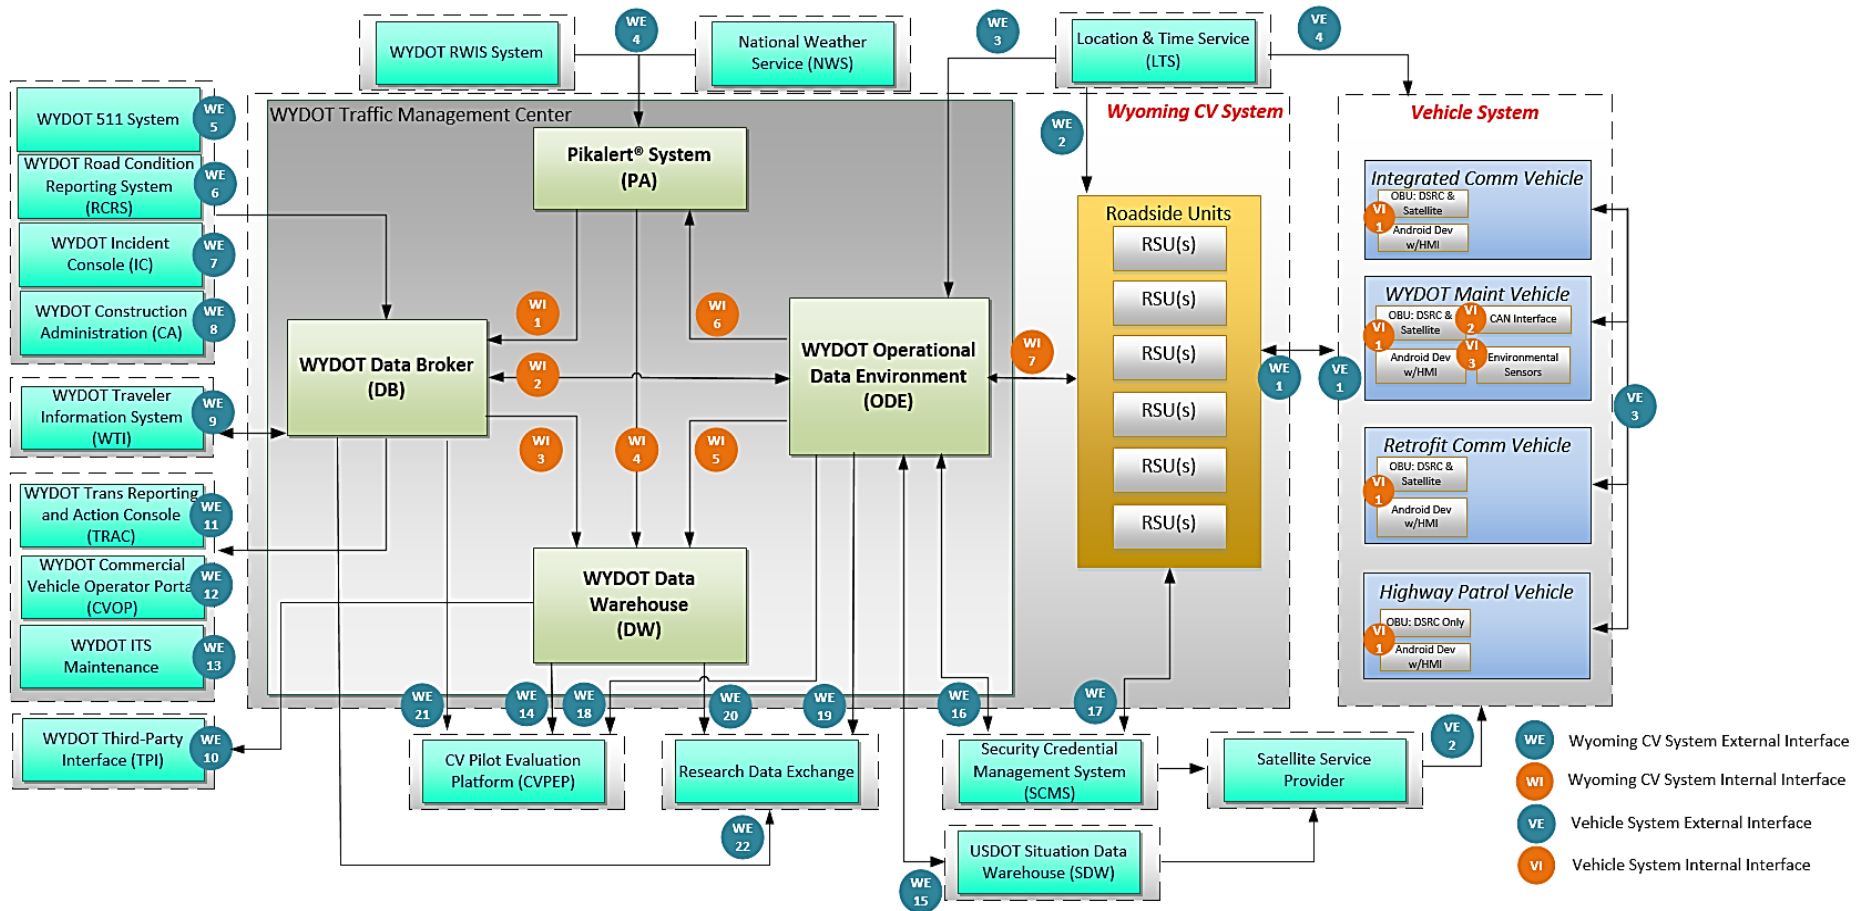 WE
4
WE
3
VE
4
WYDOT RWIS System
National Weather
Service (NWS)
Location & Time Service
(LTS)
WYDOT 511 System
WE
5
WYDOT Road Condition
Reporting System
(RCRS)
WE
6
WYDOT Incident
Console (IC)
WE
7
WYDOT Construction
Administration (CA)
WE
8
WYDOT Traveler
Information System
(WTI)
WE
9
WYDOT Trans Reporting
and Action Console
(TRAC)
WE
11
WYDOT Commercial
Vehicle Operator Porta
(CVOP)
WE
12
WYDOT ITS
Maintenance
WE
13
WYDOT Third-Party
Interface (TPI)
WE
10
WYDOT Traffic Management Center
Wyoming CV System
Pikalert® System
(PA)
WI
1
WI
6
WI
2
WYDOT Data Broker
(DB)
WYDOT Operational
Data Environment
(ODE)
WI
7
WI
3
WI
4
WI
5
WYDOT Data
Warehouse
(DW)
WE
2
Roadside Units
RSU(s)
RSU(s)
RSU(s)
RSU(s)
RSU(s)
RSU(s)
WE
1
VE
1
Vehicle System
Integrated Comm Vehicle
OBU: DSRC &
Satellite
VI
1
Android Dev
w/HMI
WYDOT Maint Vehicle
OBU: DSRC &
Satellite
VI
2
CAN Interface
VI
1
Android Dev
w/HMI
VI
3
Environmental
Sensors
VE
3
Retrofit Comm Vehicle
OBU: DSRC &
Satellite
VI
1
Android Dev
w/HMI
Highway Patrol Vehicle
OBU: DSRC Only
VI
1
Android Dev
w/HMI
WE
21
WE
14
WE
18
WE
20
WE
19
WE
16
WE
17
VE
2
CV Pilot Evaluation
Platform (CVPEP)
Research Data Exchange
Security Credential
Management System
(SCMS)
Satellite Service
Provider
WE
22
WE
15
USDOT Situation Data
Warehouse (SDW)
WE
Wyoming CV System External Interface
WI
Wyoming CV System Internal Interface
VE
Vehicle System External Interface
VI
Vehicle System Internal Interface